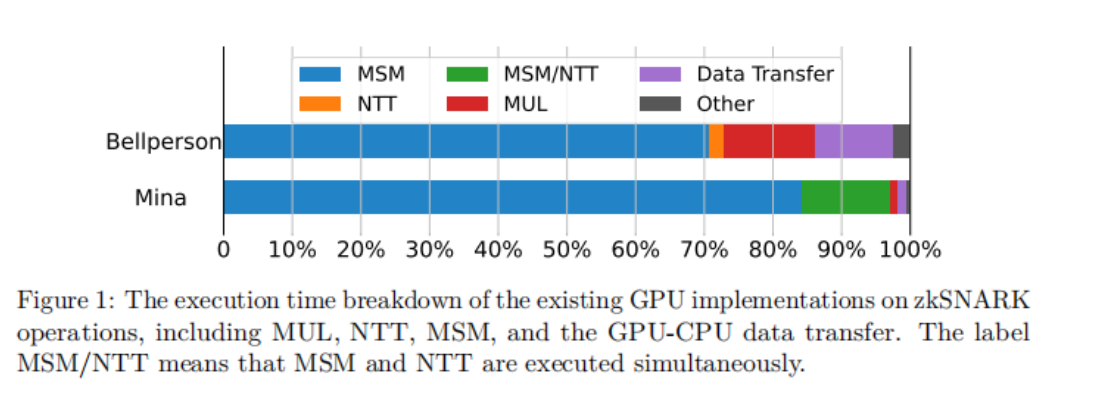 MSM MSM/NTT Data Transfer
NTT MUL Other
Bellperson
Mina
0 10% 20% 30% 40% 50% 60% 70% 80% 90% 100%
Figure 1: The execution time breakdown of the existing GPU implementations on zkSNARK
operations, including MUL, NTT, MSM, and the GPU-CPU data transfer. The label
MSM/NTT means that MSM and NTT are executed simultaneously.